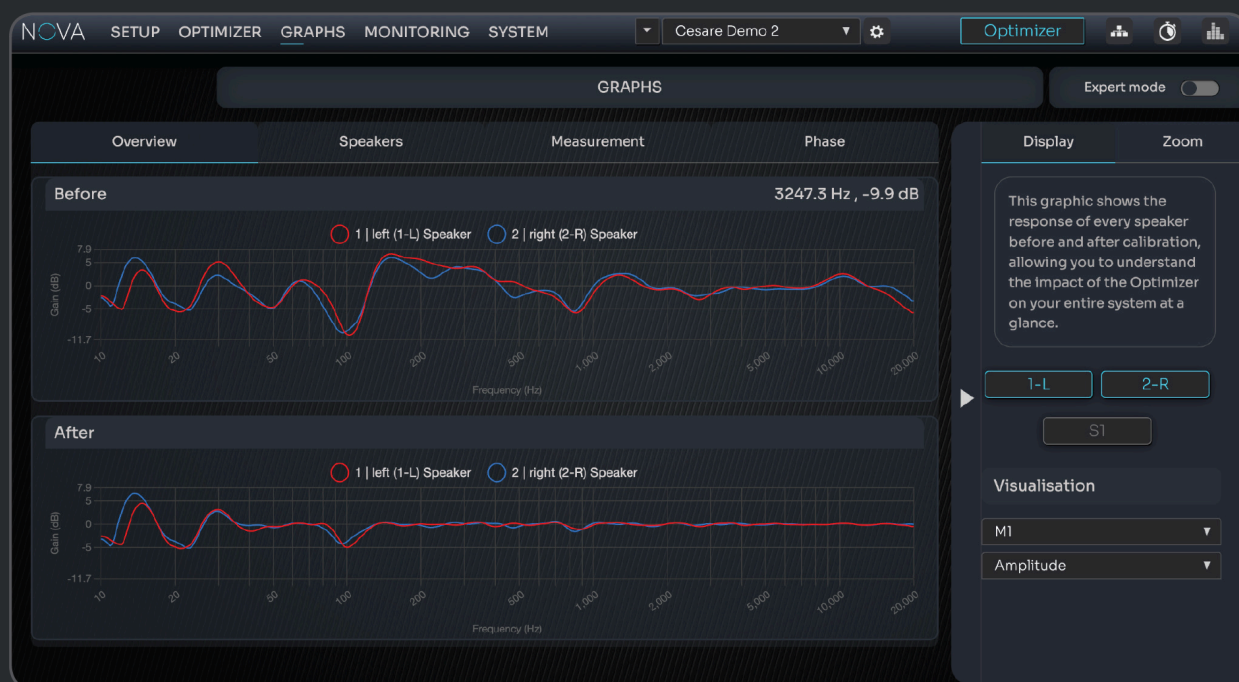 NOVA SETUP OPTIMIZER GRAPHS MONITORING SYSTEM Cesare Demo 2 Optimizer
GRAPHS
Expert mode
Overview Speakers Measurement Phase
Before 3247.3 Hz , -9.9 dB
1 | left (1-L) Speaker 2 | right (2-R) Speaker
7.9
5
0
-5
-11.7
Gain (dB)
10 20 50 100 200 500 1,000 2,000 5,000 10,000 20,000
Frequency (Hz)
After
1 | left (1-L) Speaker 2 | right (2-R) Speaker
7.9
5
0
-5
-11.7
Gain (dB)
10 20 50 100 200 500 1,000 2,000 5,000 10,000 20,000
Frequency (Hz)
Display Zoom
This graphic shows the
response of every speaker
before and after calibration,
allowing you to understand
the impact of the Optimizer
on your entire system at a
glance.
1-L 2-R
S1
Visualisation
M1
Amplitude